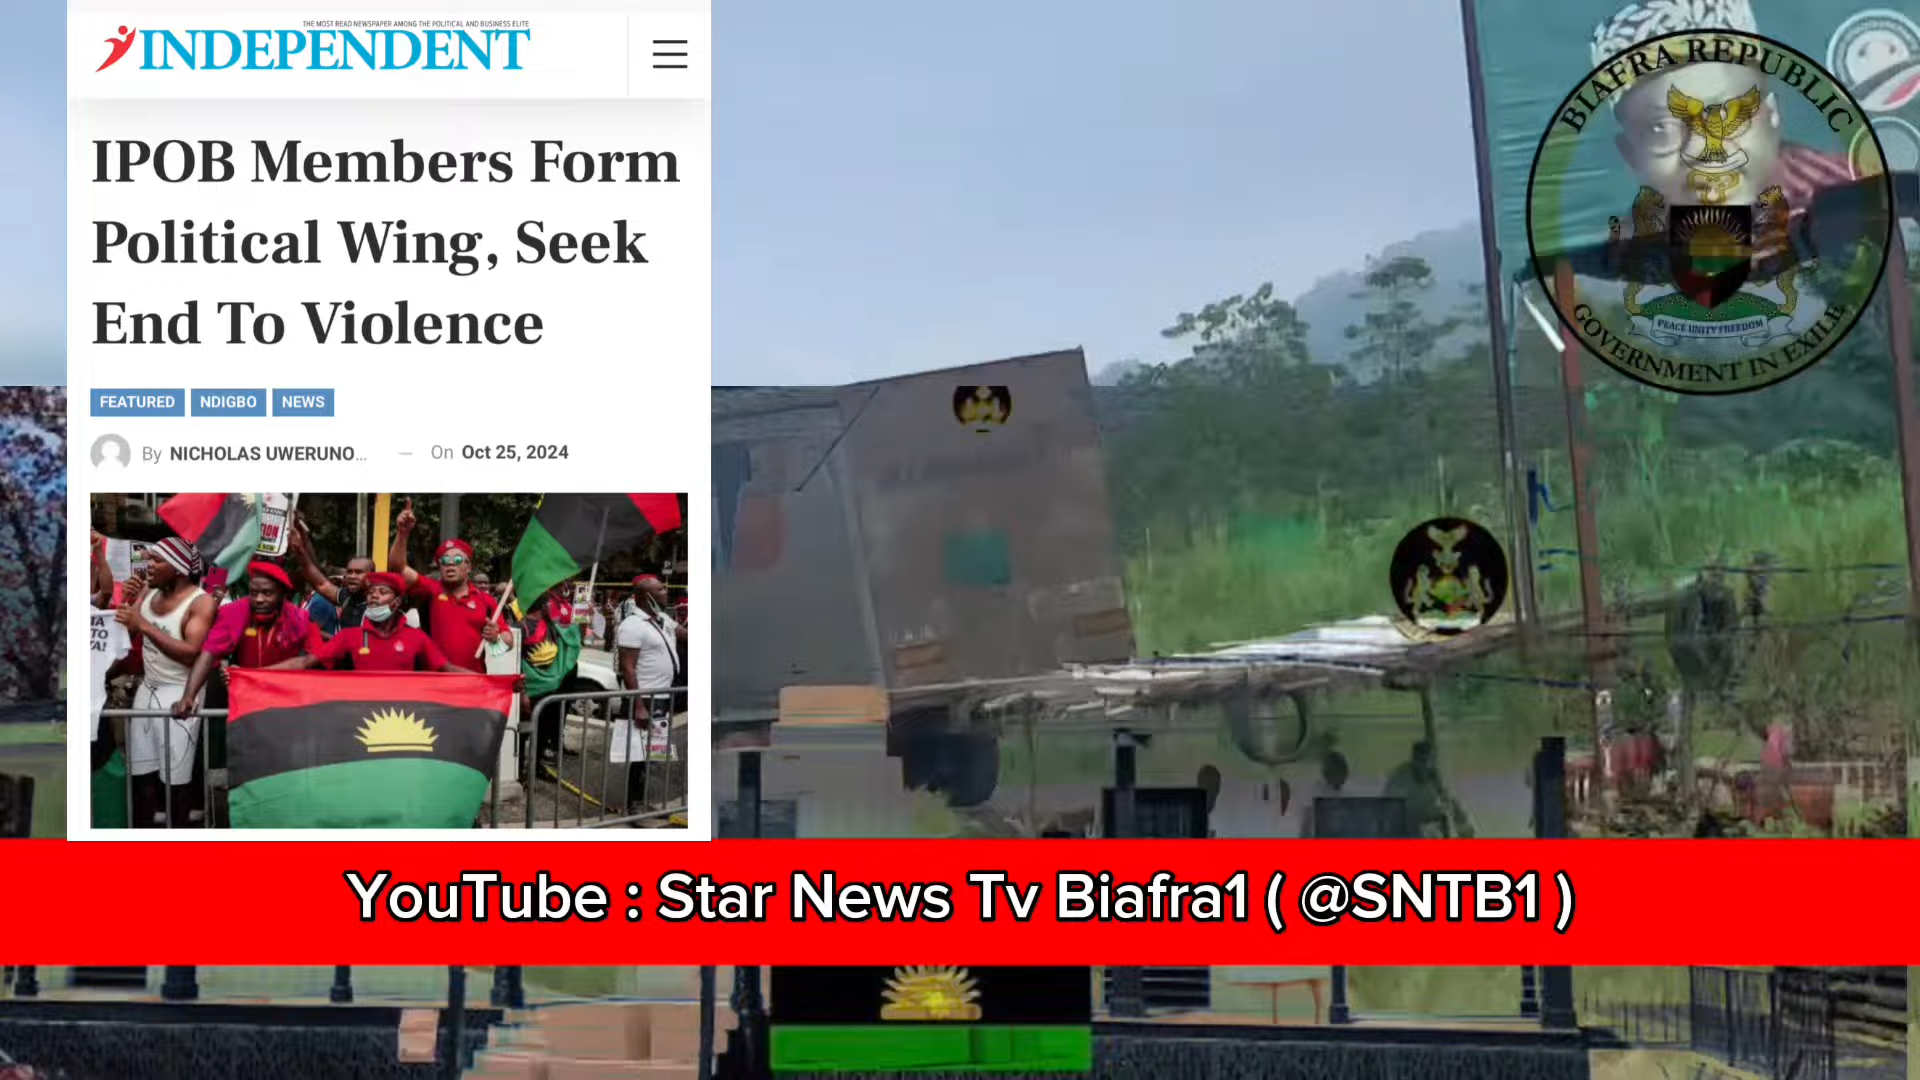 THE MOST READ NEWSPAPER AMONG THE POLITICAL AND BUSINESS ELITE
INDEPENDENT
IPOB Members Form
Political Wing, Seek
End To Violence
FEATURED NDIGBO NEWS
By NICHOLAS UWERUNO... — On Oct 25, 2024
BIAFRA REPUBLIC
PEACE UNITY FREEDOM
GOVERNMENT IN EXILE
YouTube : Star News Tv Biafra1 ( @SNTB1 )